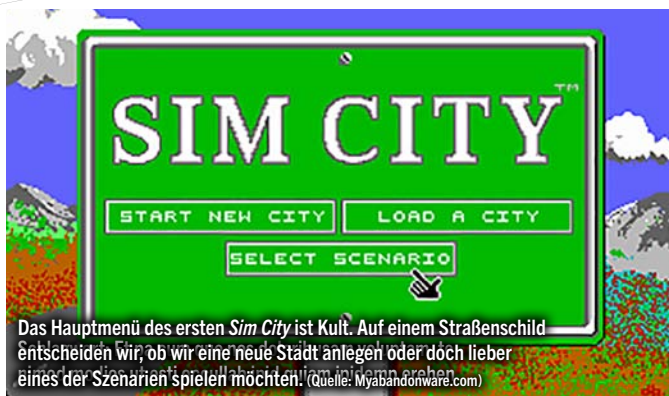 SIM CITY™
START NEW CITY
LOAD A CITY
SELECT SCENARIO
Das Hauptmenü des ersten Sim City ist Kult. Auf einem Straßenschild
entscheiden wir, ob wir eine neue Stadt anlegen oder doch lieber
eines der Szenarien spielen möchten. (Quelle: Myabandonware.com)